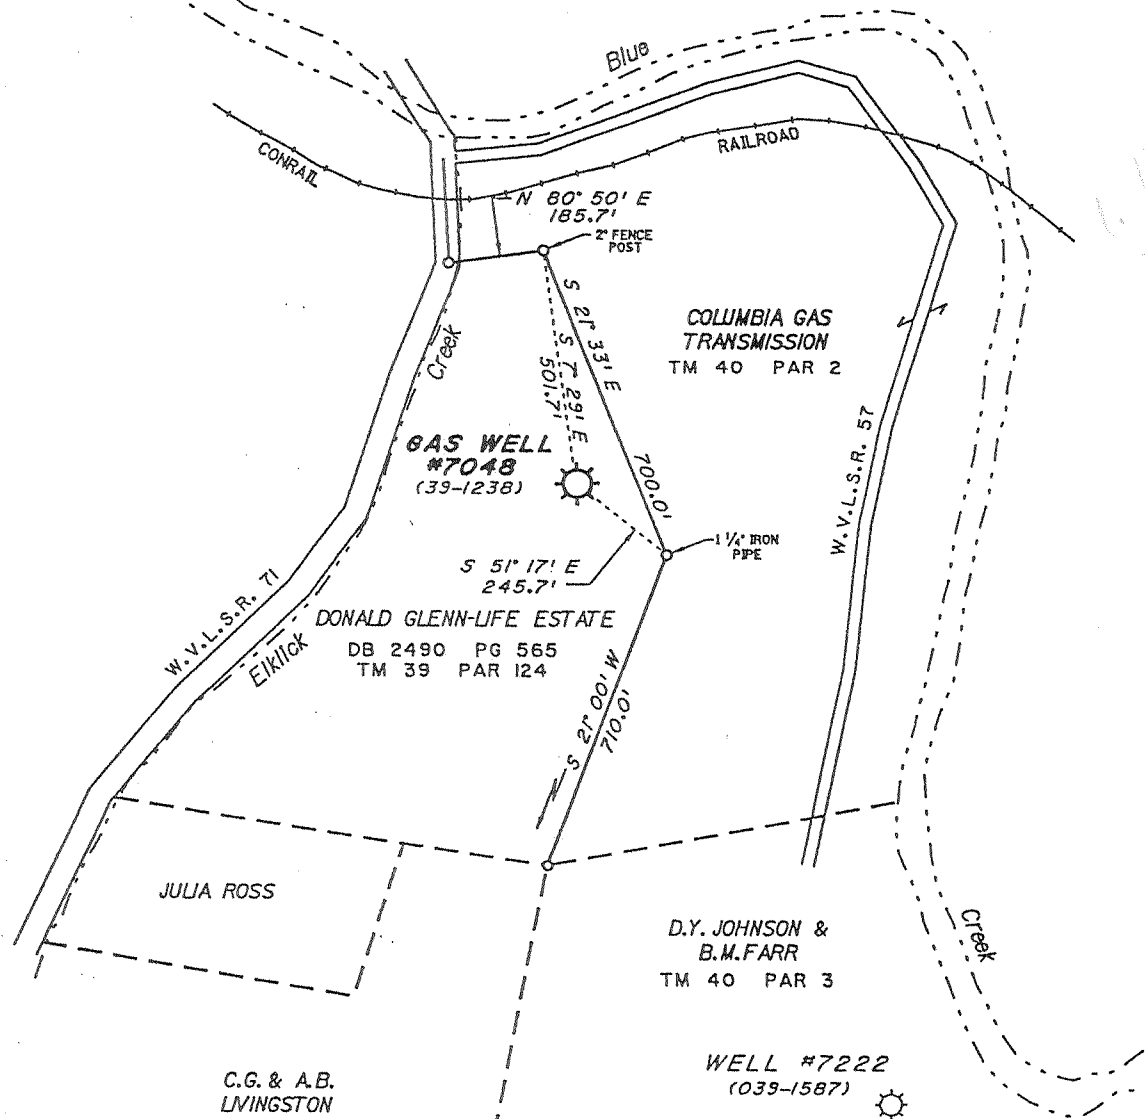 Blue
CONRAIL
RAILROAD
N 80° 50' E
185.7'
2" FENCE
POST
S 21° 33' E
700.0'
S 7° 29' E
501.7'
COLUMBIA GAS
TRANSMISSION
TM 40 PAR 2
Creek
GAS WELL
#7048
(39-1238)
W.V.L.S.R. 57
1 1/4" IRON
PIPE
S 51° 17' E
245.7'
W.V.L.S.R. 71
DONALD GLENN-LIFE ESTATE
DB 2490 PG 565
TM 39 PAR 124
Elklick
S 21° 00' W
710.0'
JULIA ROSS
D.Y. JOHNSON &
B.M. FARR
TM 40 PAR 3
Creek
WELL #7222
(039-1587)
C.G. & A.B.
LIVINGSTON